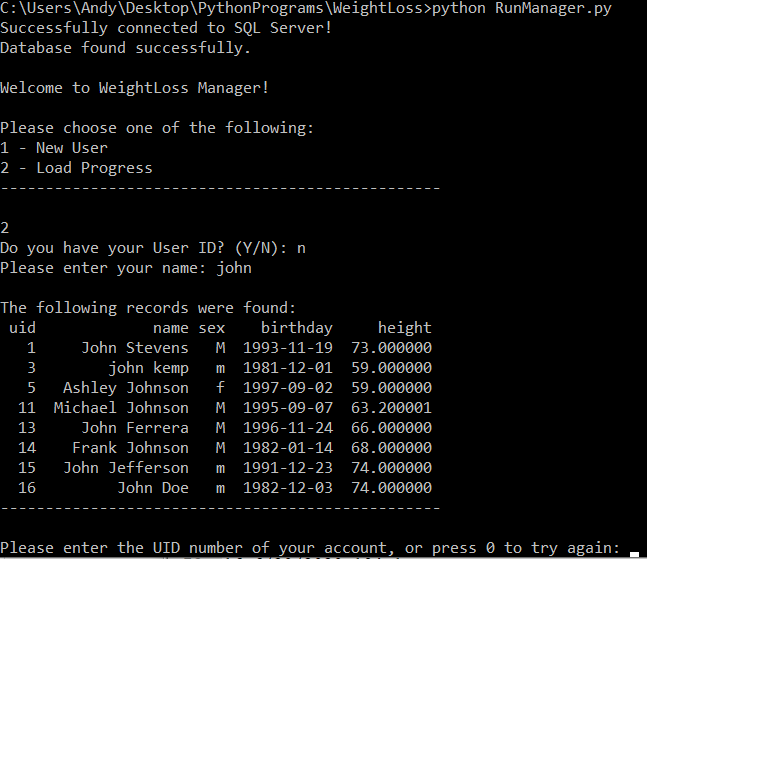 C:\Users\Andy\Desktop\PythonPrograms\WeightLoss>python RunManager.py
Successfully connected to SQL Server!
Database found successfully.
Welcome to WeightLoss Manager!
Please choose one of the following:
1 - New User
2 - Load Progress
-------------------------------------------------
2
Do you have your User ID? (Y/N): n
Please enter your name: john
The following records were found:
 uid             name sex    birthday     height
   1     John Stevens   M  1993-11-19  73.000000
   3        john kemp   m  1981-12-01  59.000000
   5   Ashley Johnson   f  1997-09-02  59.000000
  11  Michael Johnson   M  1995-09-07  63.200001
  13     John Ferrera   M  1996-11-24  66.000000
  14    Frank Johnson   M  1982-01-14  68.000000
  15   John Jefferson   m  1991-12-23  74.000000
  16         John Doe   m  1982-12-03  74.000000
-------------------------------------------------
Please enter the UID number of your account, or press 0 to try again: